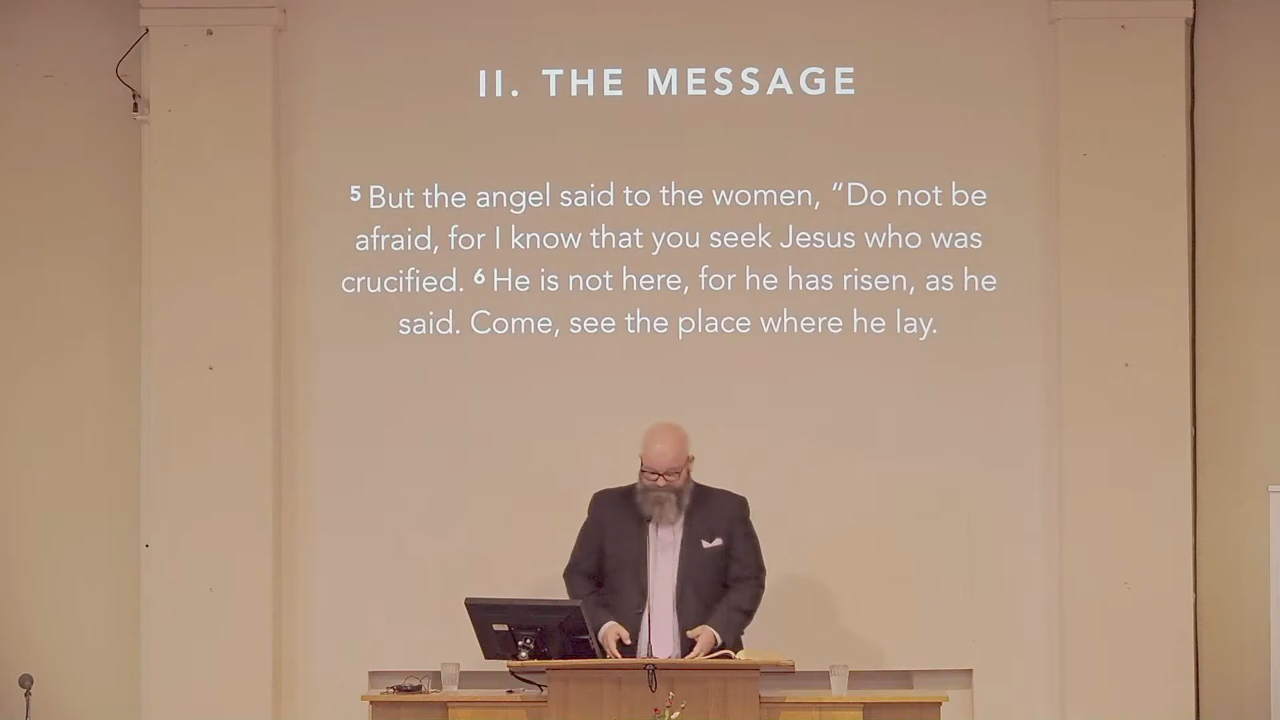 II. THE MESSAGE
5 But the angel said to the women, “Do not be
afraid, for I know that you seek Jesus who was
crucified. 6 He is not here, for he has risen, as he
said. Come, see the place where he lay.